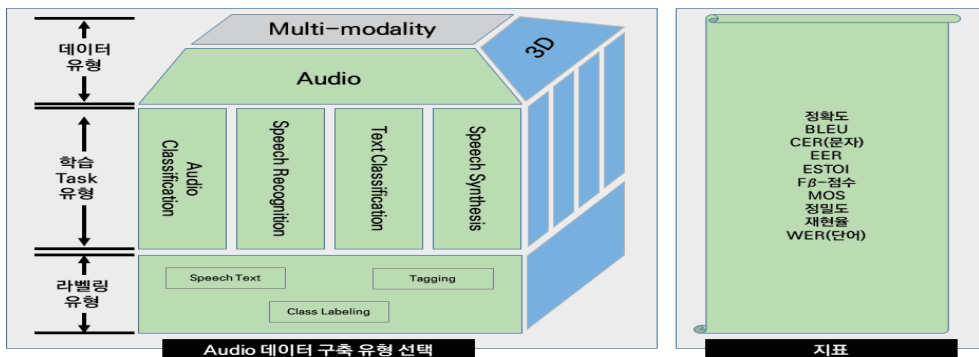 Multi-modality
3D
데이터
유형
Audio
학습
Task
유형
Audio
Classification
Speech Recognition
Text Classification
Speech Synthesis
라벨링
유형
Speech Text
Tagging
Class Labeling
Audio 데이터 구축 유형 선택
정확도
BLEU
CER(문자)
EER
ESTOI
Fβ-점수
MOS
정밀도
재현율
WER(단어)
지표